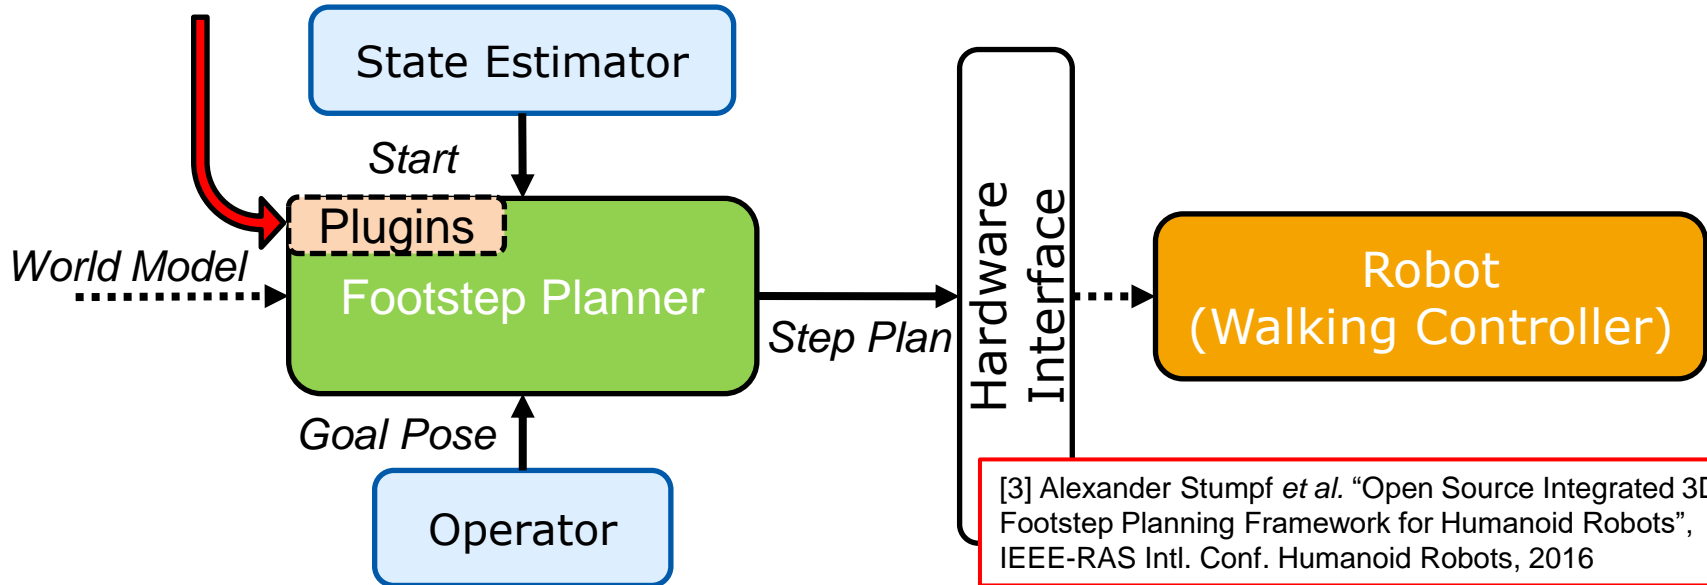 State Estimator
Start
Plugins
World Model
Footstep Planner
Step Plan
Goal Pose
Operator
Hardware
Interface
Robot
(Walking Controller)
[3] Alexander Stumpf et al. “Open Source Integrated 3D
Footstep Planning Framework for Humanoid Robots”,
IEEE-RAS Intl. Conf. Humanoid Robots, 2016